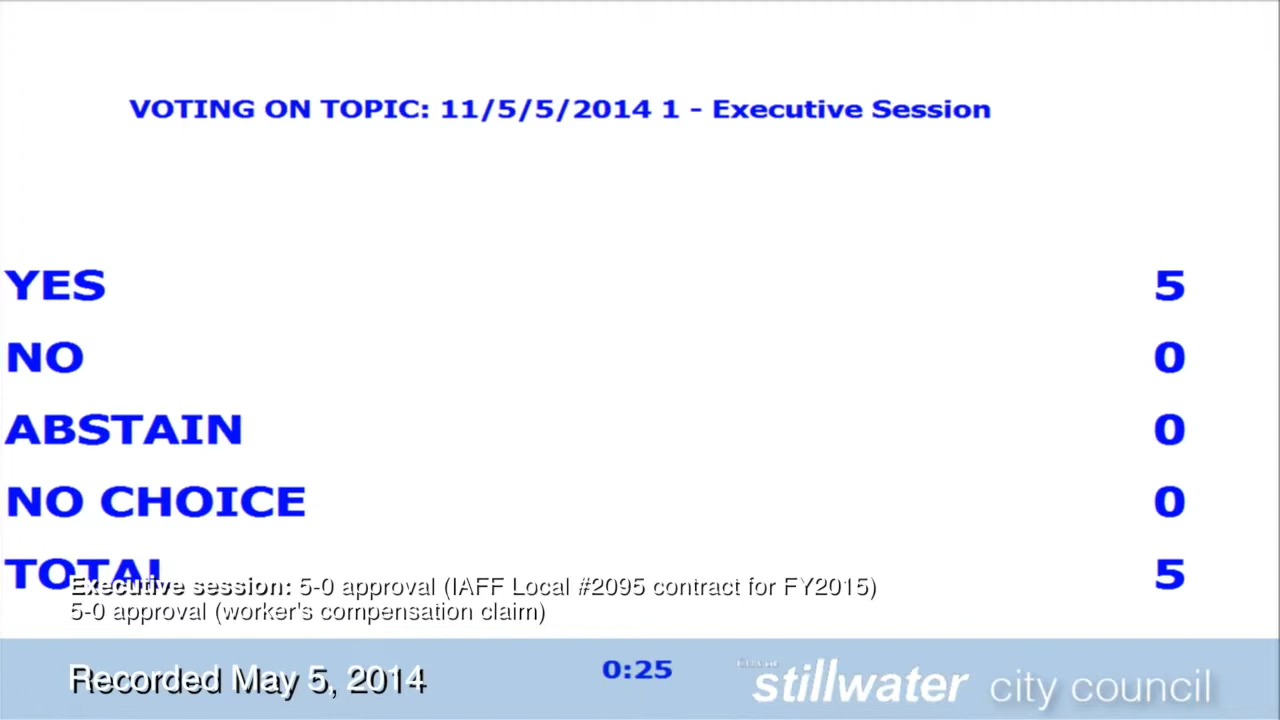 VOTING ON TOPIC: 11/5/5/2014 1 - Executive Session
YES 5
NO 0
ABSTAIN 0
NO CHOICE 0
TOTAL 5
Executive session: 5-0 approval (IAFF Local #2095 contract for FY2015)
5-0 approval (worker's compensation claim)
Recorded May 5, 2014
0:25
CITY OF
stillwater city council